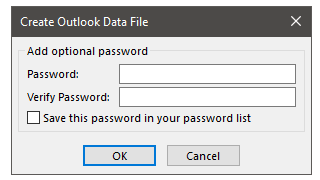 Create Outlook Data File
Add optional password
Password:
Verify Password:
Save this password in your password list
OK Cancel